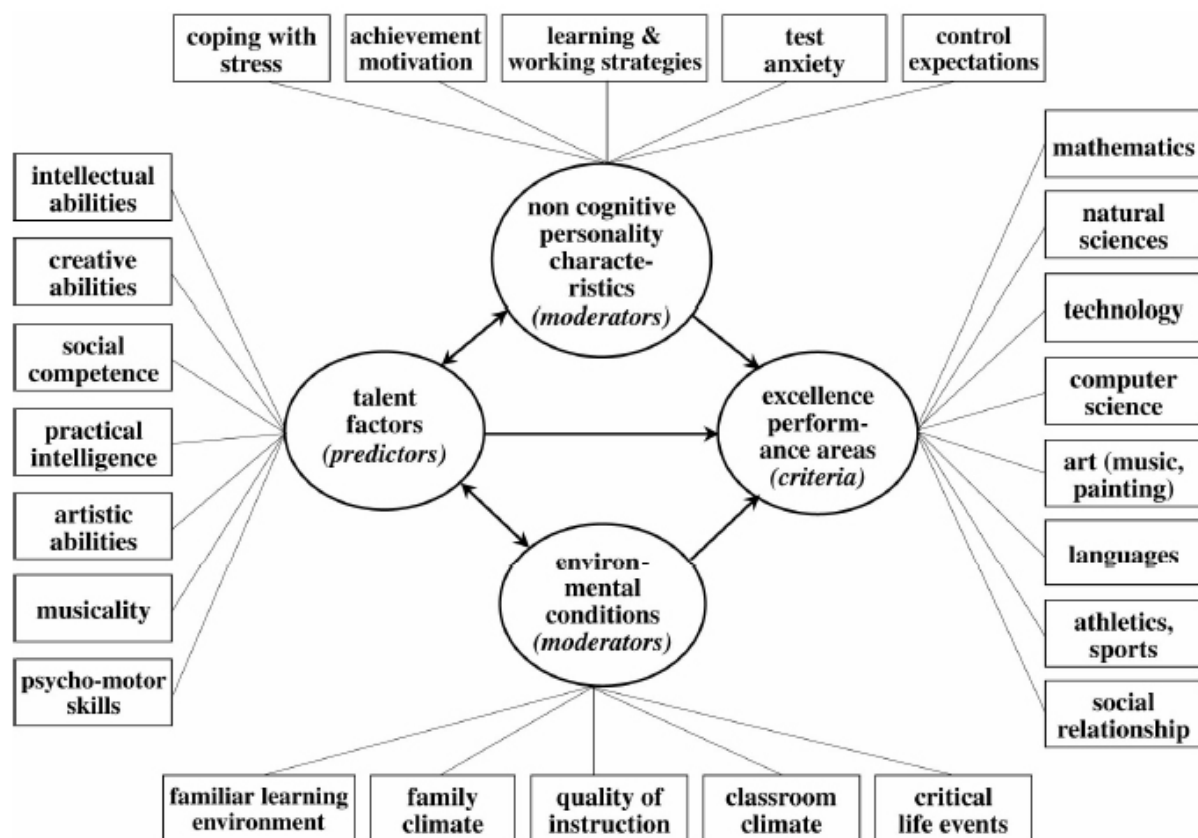 coping with
stress
achievement
motivation
learning &
working strategies
test
anxiety
control
expectations
intellectual
abilities
creative
abilities
social
competence
practical
intelligence
artistic
abilities
musicality
psycho-motor
skills
non cognitive
personality
characte-
ristics
(moderators)
talent
factors
(predictors)
excellence
perform-
ance areas
(criteria)
environ-
mental
conditions
(moderators)
mathematics
natural
sciences
technology
computer
science
art (music,
painting)
languages
athletics,
sports
social
relationship
familiar learning
environment
family
climate
quality of
instruction
classroom
climate
critical
life events